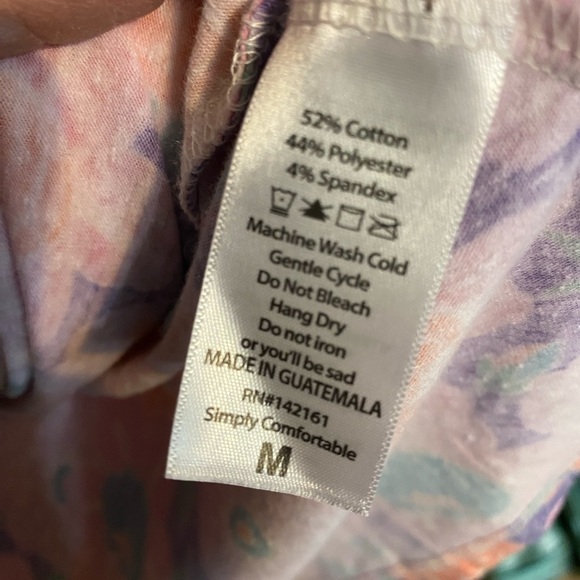 52% Cotton
44% Polyester
4% Spandex
Machine Wash Cold
Gentle Cycle
Do Not Bleach
Hang Dry
Do not iron
or you'll be sad
MADE IN GUATEMALA
RN#142161
Simply Comfortable
M